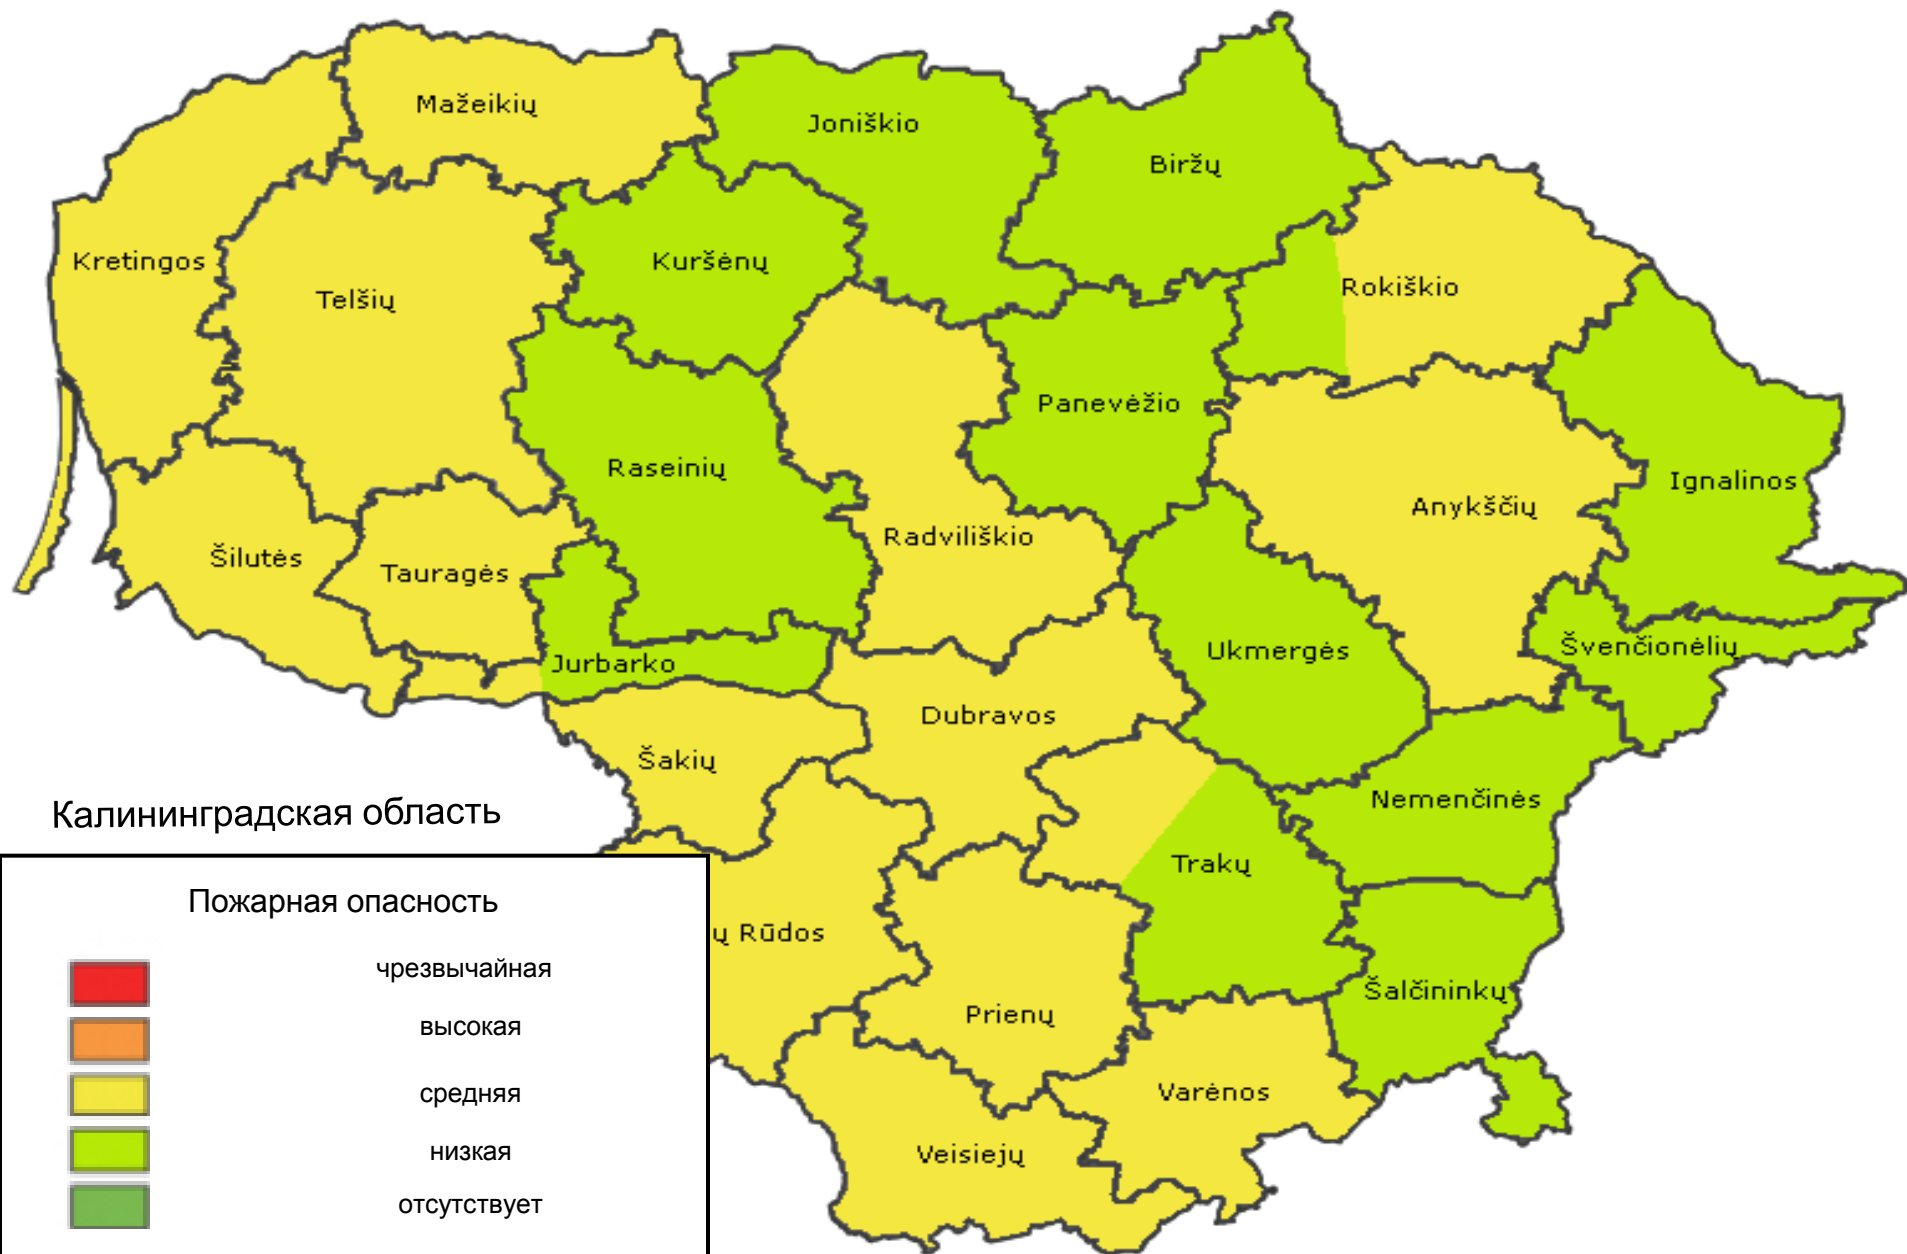 Mažeikių
Joniškio
Biržų
Kretingos
Telšių
Kuršėnų
Rokiškio
Panevėžio
Raseinių
Ignalinos
Anykščių
Radviliškio
Šilutės
Tauragės
Jurbarko
Ukmergės
Švenčionėlių
Dubravos
Šakių
Nemenčinės
Trakų
ų Rūdos
Šalčininkų
Prienų
Varėnos
Veisiejų
Калининградская область
Пожарная опасность
чрезвычайная
высокая
средняя
низкая
отсутствует